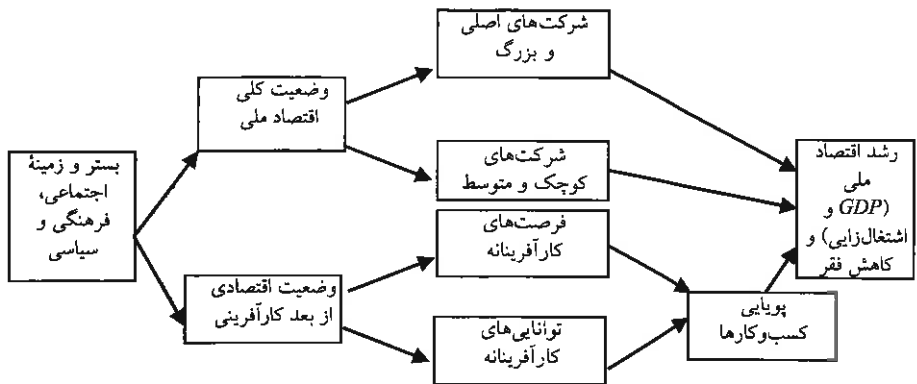 شرکت‌های اصلی
و بزرگ
وضعیت کلی
اقتصاد ملی
شرکت‌های
کوچک و متوسط
بستر و زمینهٔ
اجتماعی،
فرهنگی و
سیاسی
فرصت‌های
کارآفرینانه
وضعیت اقتصادی
از بعد کارآفرینی
توانایی‌های
کارآفرینانه
پویایی
کسب‌وکارها
رشد اقتصاد
ملی
(GDP و
اشتغال‌زایی) و
کاهش فقر